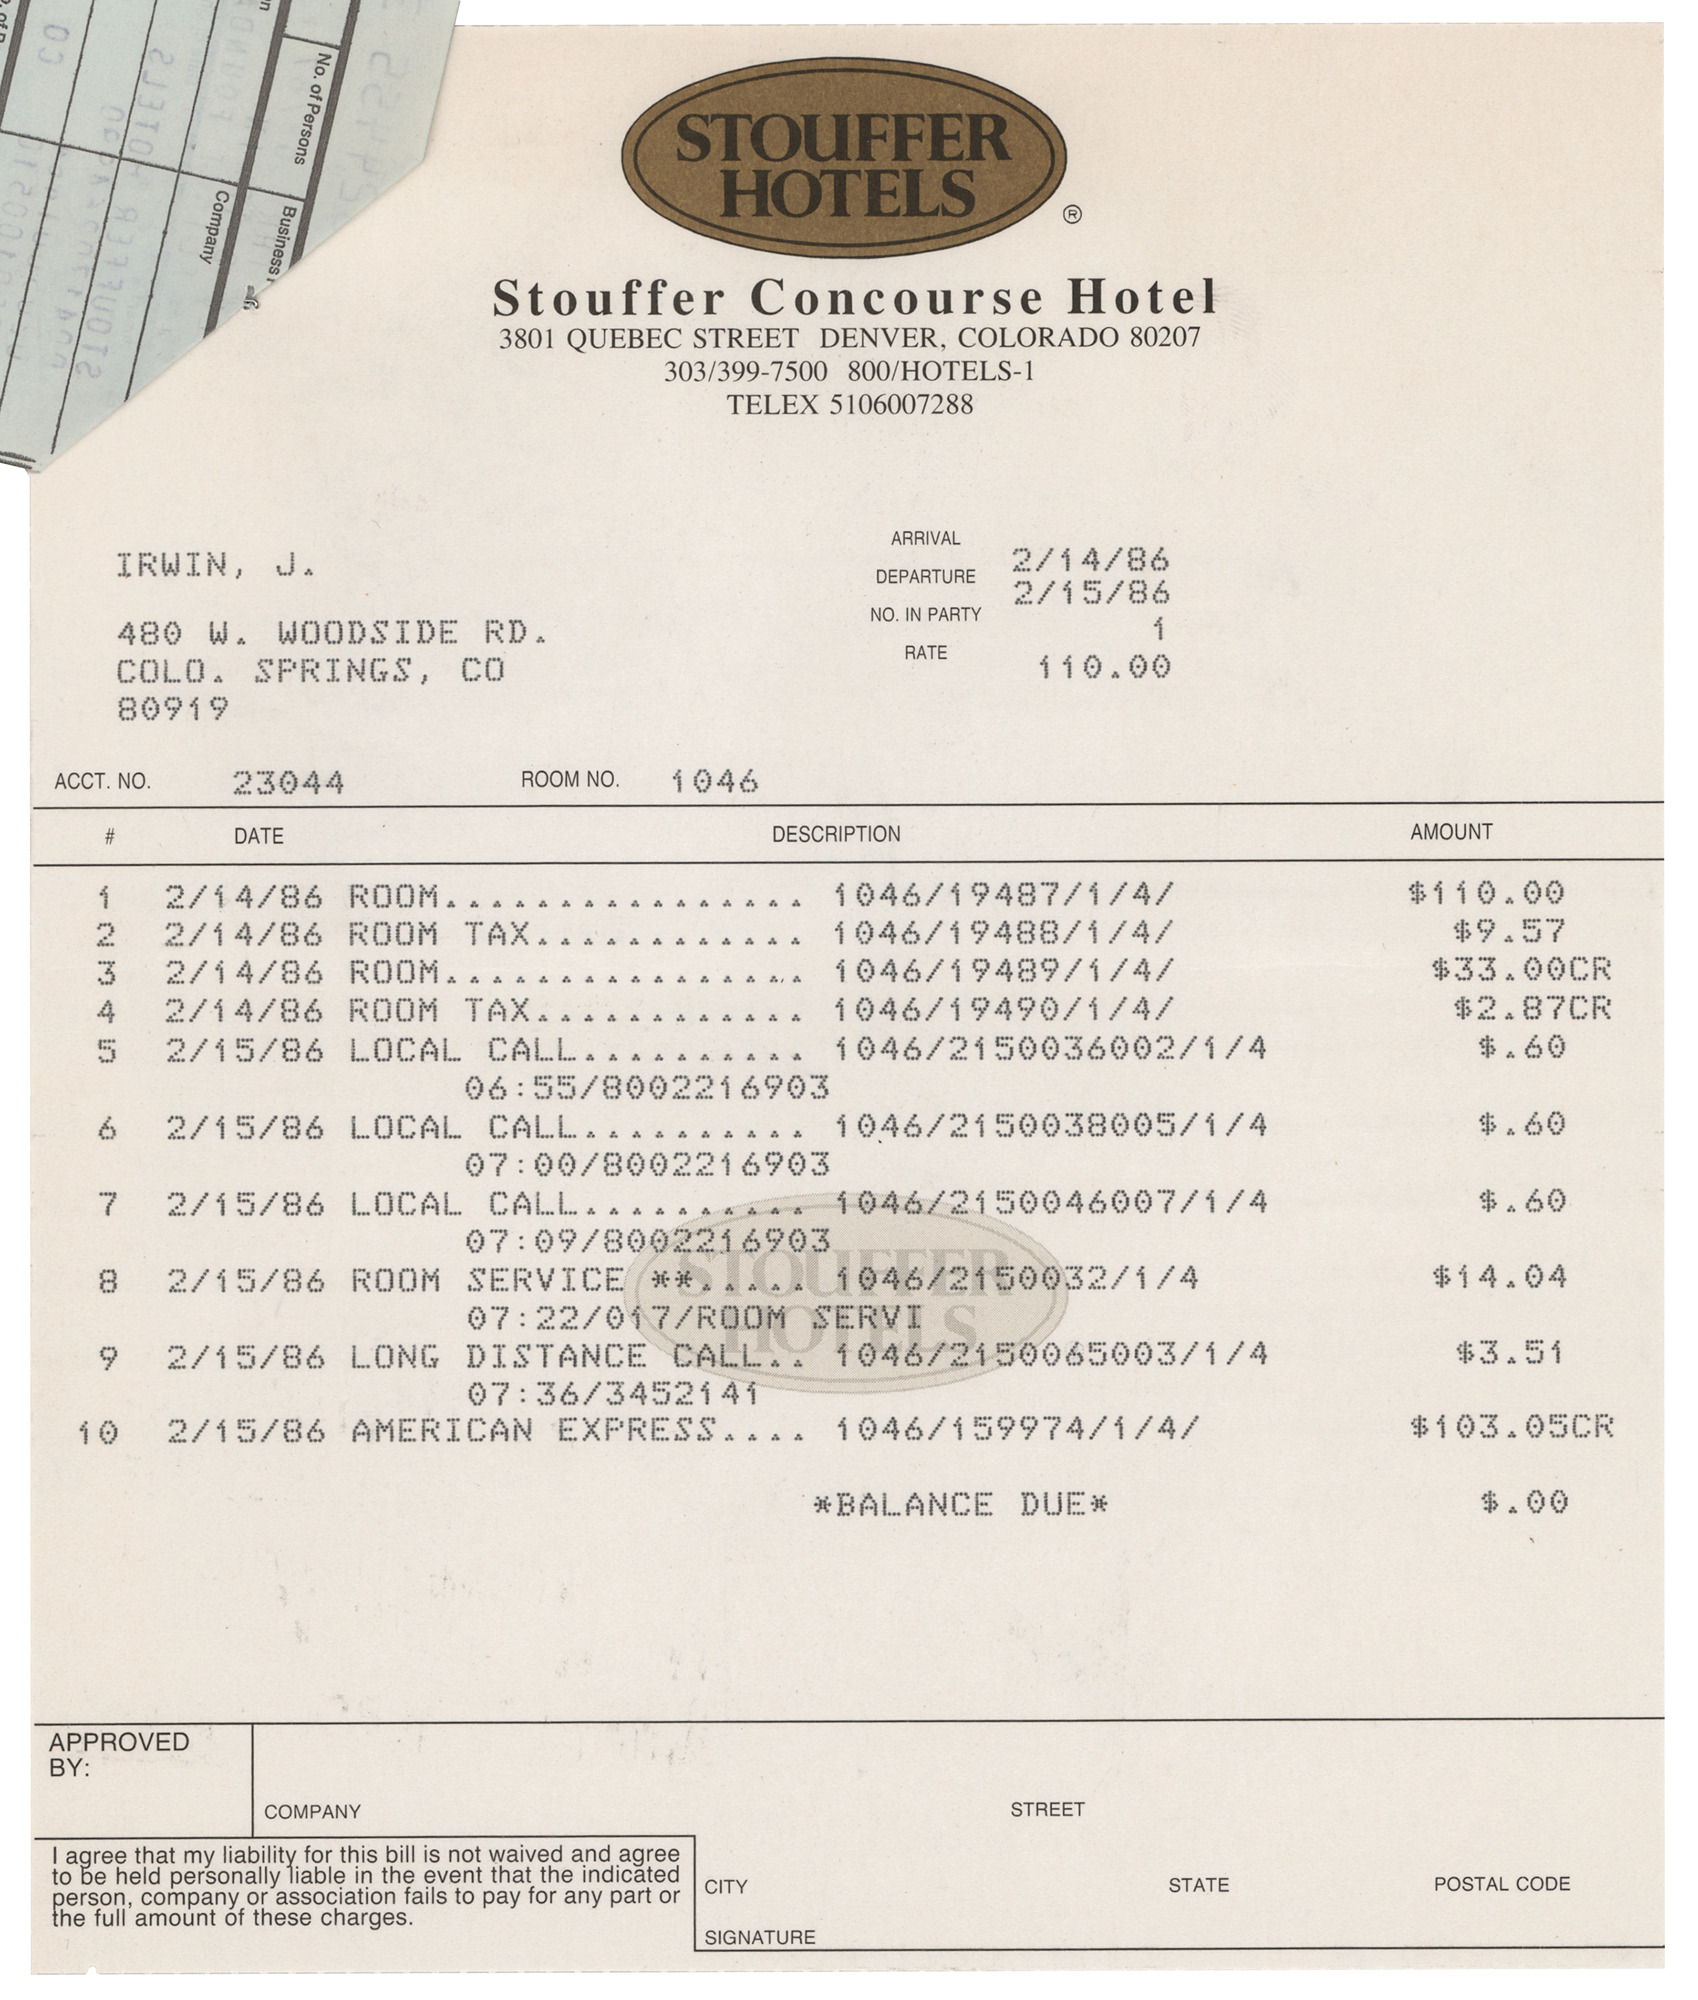 No. of Persons
Company
Business
STOUFFER HOTELS
CO
STOUFFER
HOTELS
®
Stouffer Concourse Hotel
3801 QUEBEC STREET DENVER, COLORADO 80207
303/399-7500 800/HOTELS-1
TELEX 5106007288
IRWIN, J.
480 W. WOODSIDE RD.
COLO. SPRINGS, CO
80919
ARRIVAL 2/14/86
DEPARTURE 2/15/86
NO. IN PARTY 1
RATE 110.00
ACCT. NO. 23044 ROOM NO. 1046
# DATE DESCRIPTION AMOUNT
1 2/14/86 ROOM................ 1046/19487/1/4/ $110.00
2 2/14/86 ROOM TAX............ 1046/19488/1/4/ $9.57
3 2/14/86 ROOM................ 1046/19489/1/4/ $33.00CR
4 2/14/86 ROOM TAX............ 1046/19490/1/4/ $2.87CR
5 2/15/86 LOCAL CALL.......... 1046/2150036002/1/4 $.60
06:55/8002216903
6 2/15/86 LOCAL CALL.......... 1046/2150038005/1/4 $.60
07:00/8002216903
7 2/15/86 LOCAL CALL.......... 1046/2150046007/1/4 $.60
07:09/8002216903
8 2/15/86 ROOM SERVICE **..... 1046/2150032/1/4 $14.04
07:22/017/ROOM SERVI
9 2/15/86 LONG DISTANCE CALL.. 1046/2150065003/1/4 $3.51
07:36/3452141
10 2/15/86 AMERICAN EXPRESS.... 1046/159974/1/4/ $103.05CR
STOUFFER
HOTELS
*BALANCE DUE* $.00
APPROVED
BY:
COMPANY STREET
I agree that my liability for this bill is not waived and agree
to be held personally liable in the event that the indicated
person, company or association fails to pay for any part or
the full amount of these charges.
CITY STATE POSTAL CODE
SIGNATURE